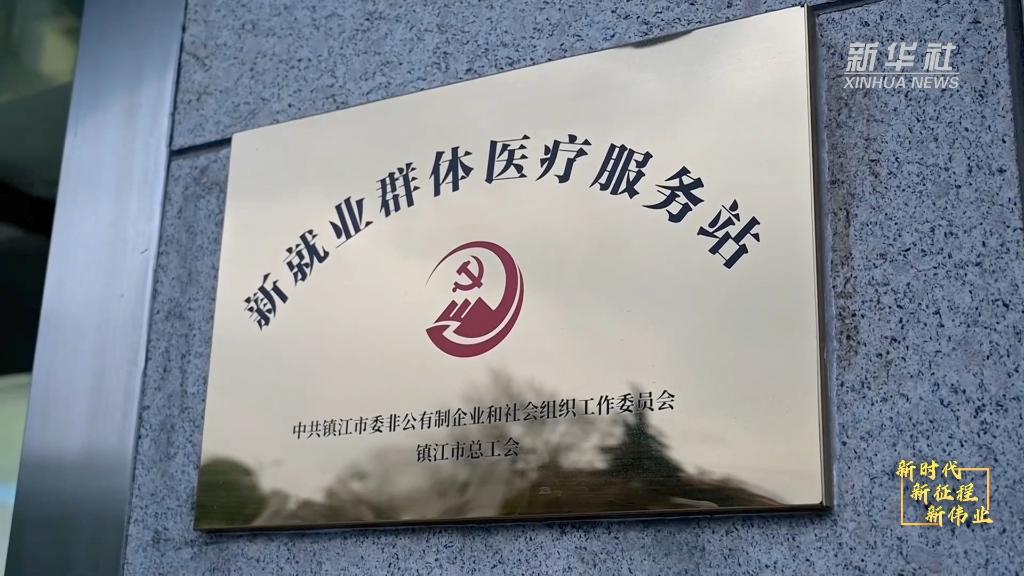 新华社
XINHUA NEWS
新就业群体医疗服务站
中共镇江市委非公有制企业和社会组织工作委员会
镇江市总工会
新时代
新征程
新伟业